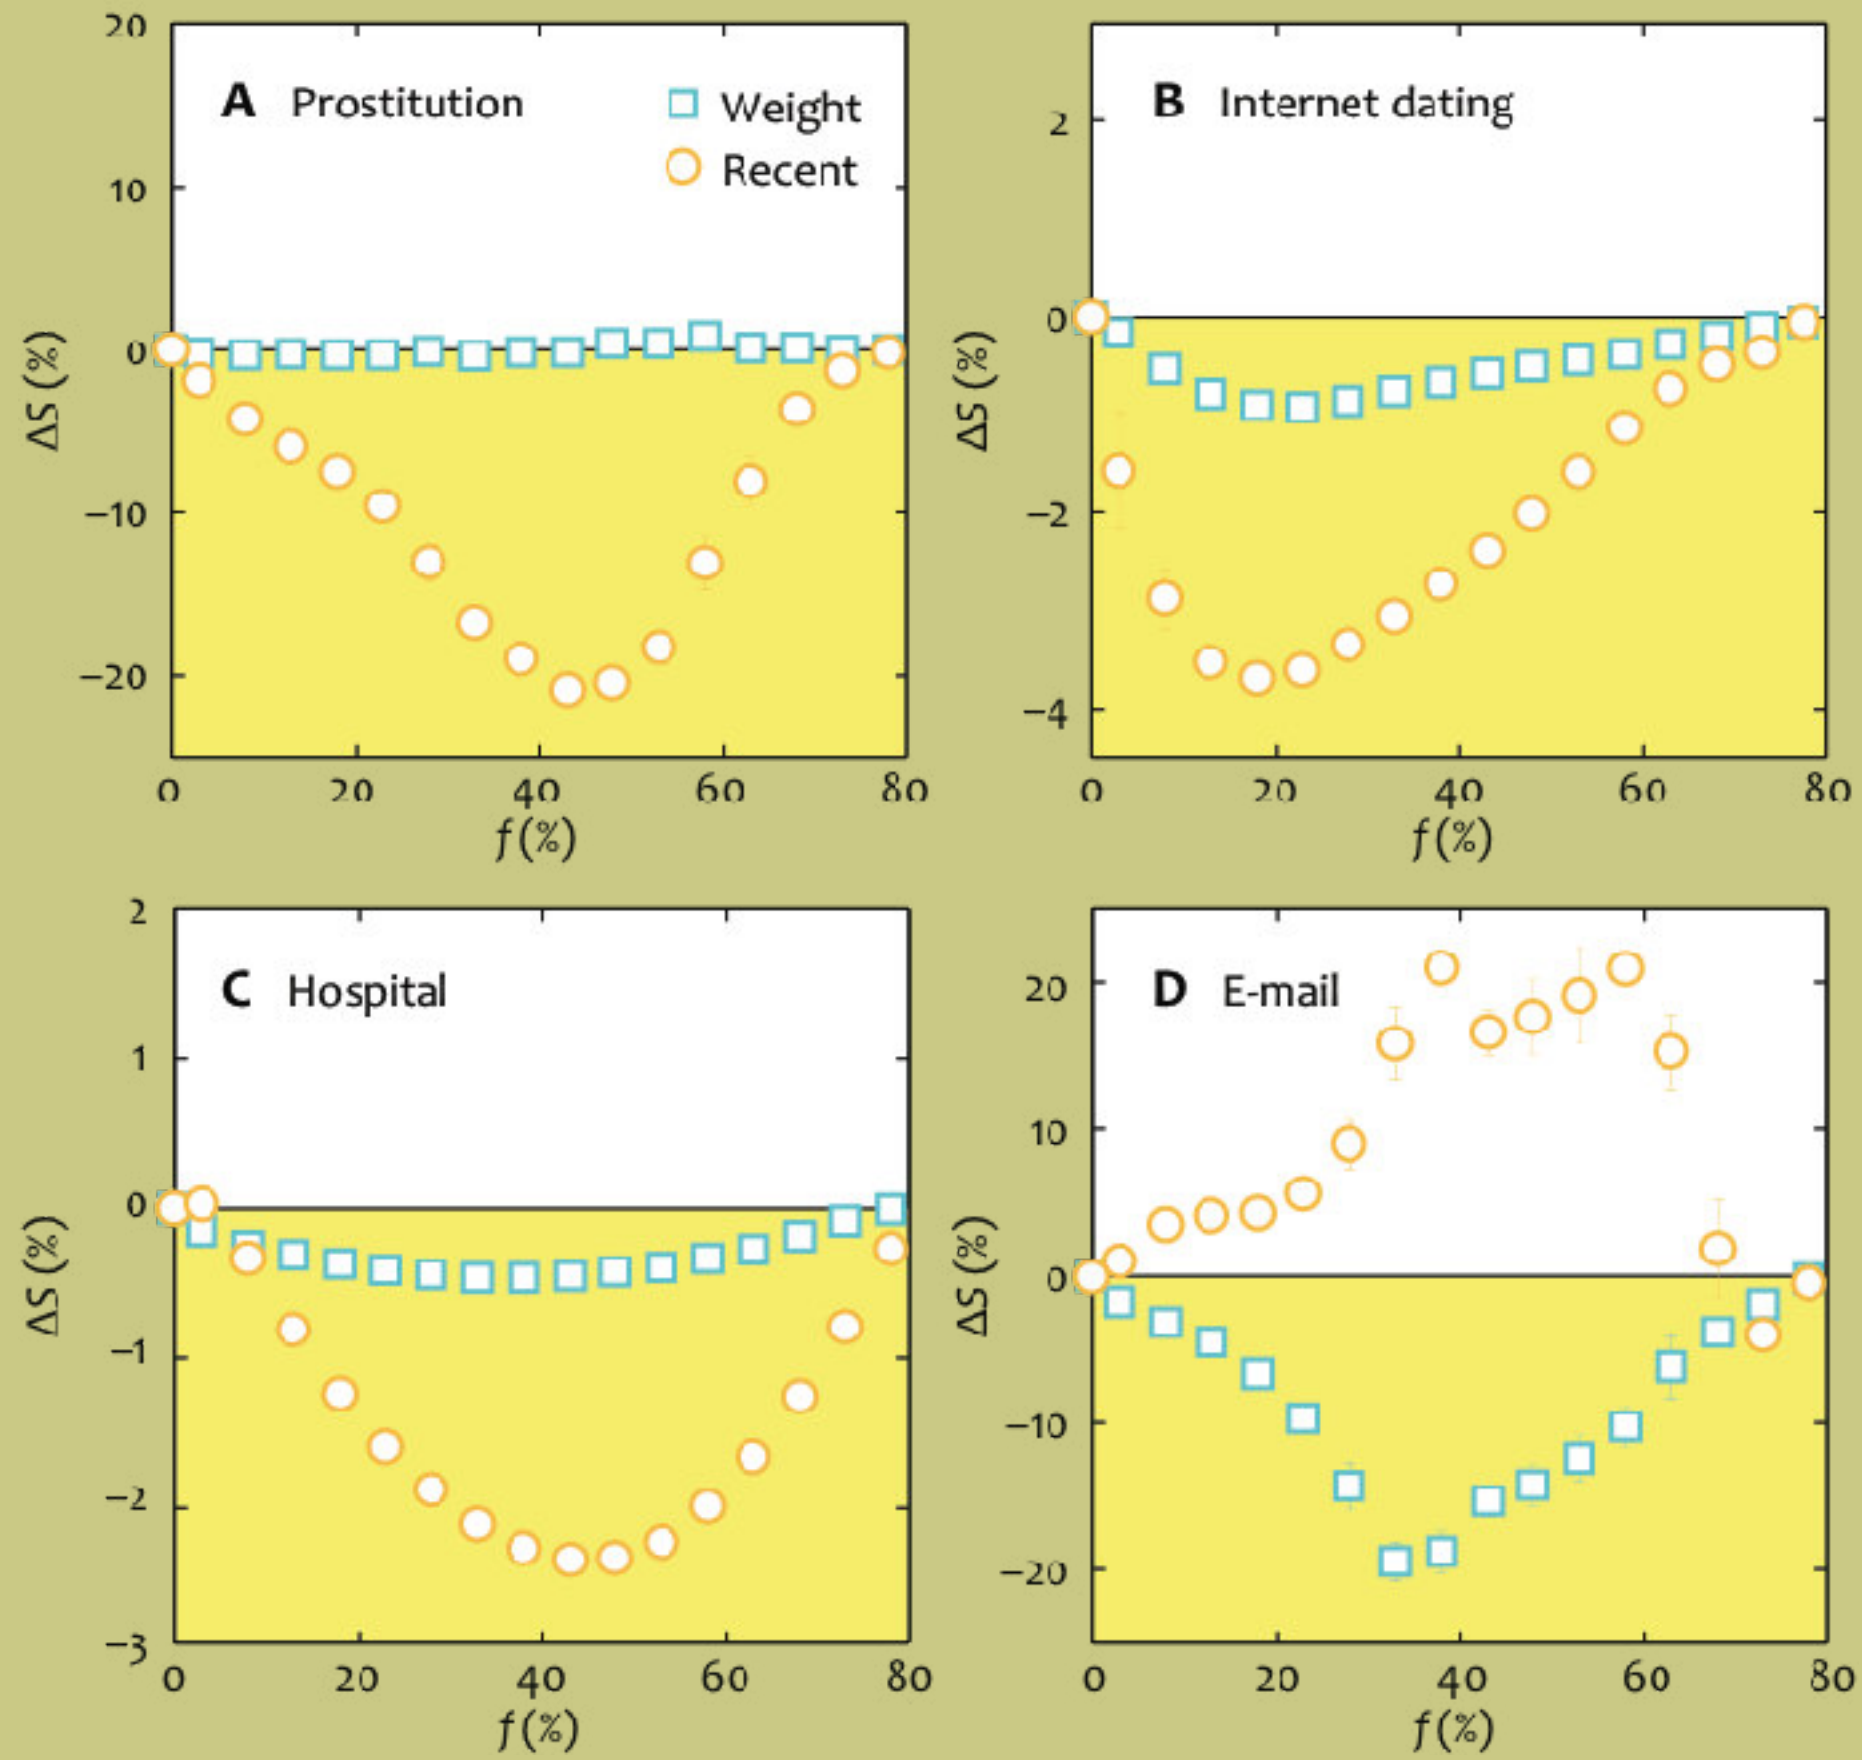 A Prostitution
Weight
Recent
20
10
0
−10
−20
ΔS (%)
0 20 40 60 80
f (%)
B Internet dating
2
0
−2
−4
ΔS (%)
0 20 40 60 80
f (%)
C Hospital
2
1
0
−1
−2
−3
ΔS (%)
0 20 40 60 80
f (%)
D E-mail
20
10
0
−10
−20
ΔS (%)
0 20 40 60 80
f (%)